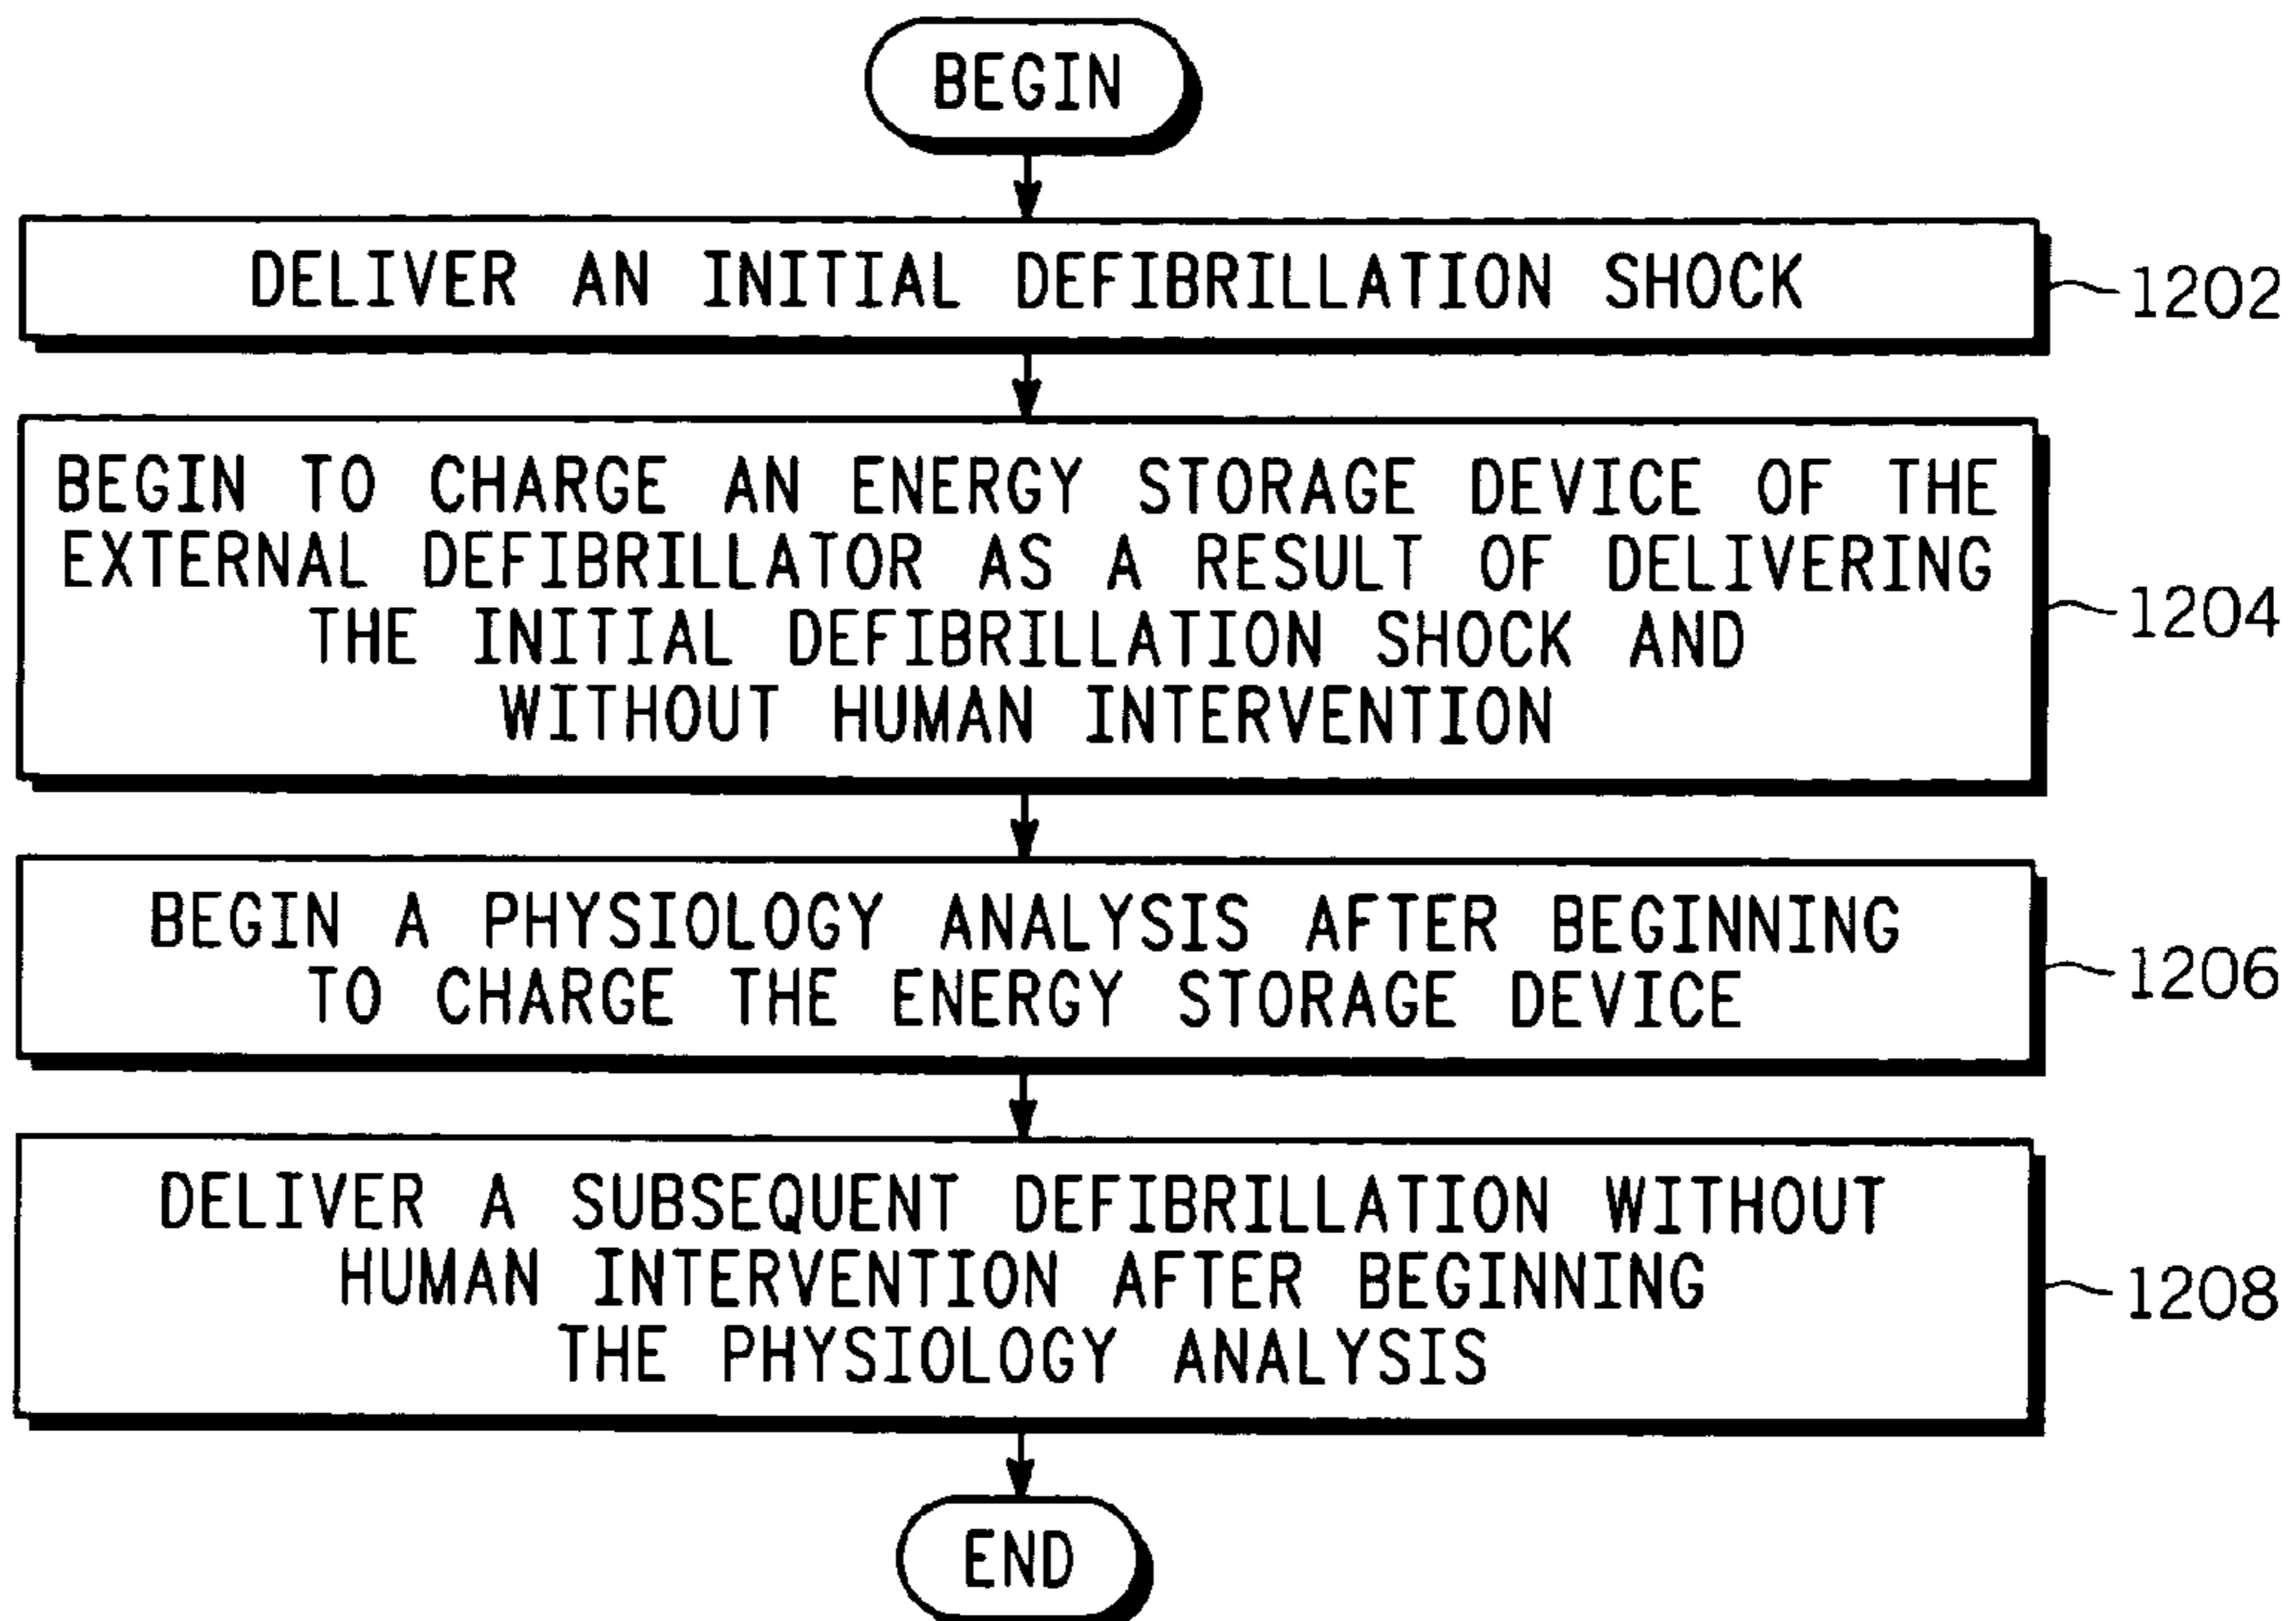 BEGIN
DELIVER AN INITIAL DEFIBRILLATION SHOCK
1202
BEGIN TO CHARGE AN ENERGY STORAGE DEVICE OF THE
EXTERNAL DEFIBRILLATOR AS A RESULT OF DELIVERING
THE INITIAL DEFIBRILLATION SHOCK AND
WITHOUT HUMAN INTERVENTION
1204
BEGIN A PHYSIOLOGY ANALYSIS AFTER BEGINNING
TO CHARGE THE ENERGY STORAGE DEVICE
1206
DELIVER A SUBSEQUENT DEFIBRILLATION WITHOUT
HUMAN INTERVENTION AFTER BEGINNING
THE PHYSIOLOGY ANALYSIS
1208
END